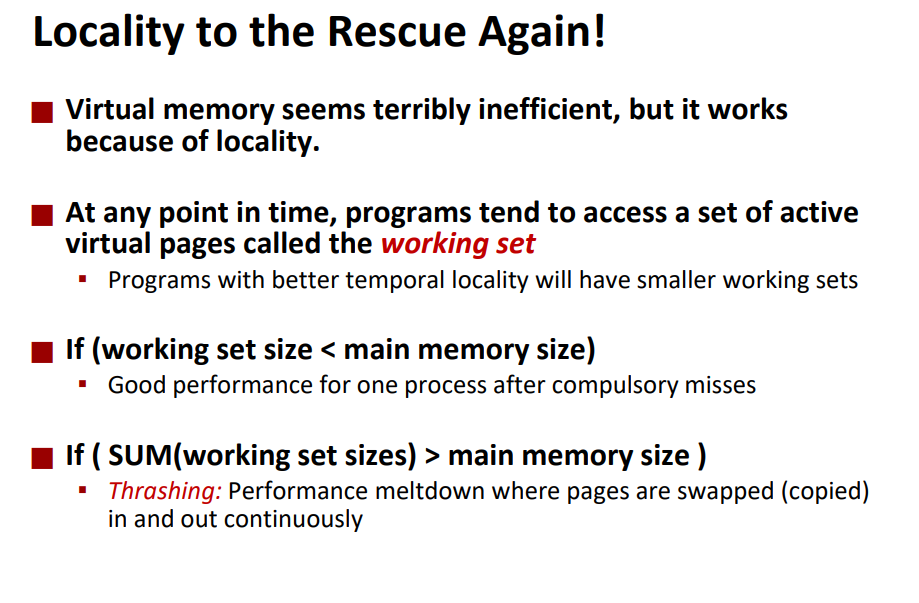 Locality to the Rescue Again!
Virtual memory seems terribly inefficient, but it works
because of locality.
At any point in time, programs tend to access a set of active
virtual pages called the working set
Programs with better temporal locality will have smaller working sets
If (working set size < main memory size)
Good performance for one process after compulsory misses
If ( SUM(working set sizes) > main memory size )
Thrashing: Performance meltdown where pages are swapped (copied)
in and out continuously